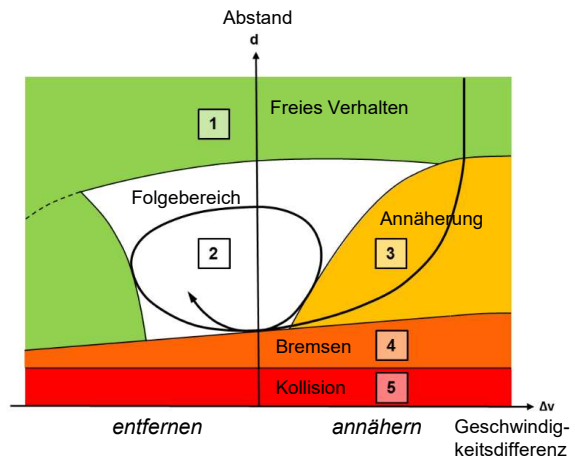 Abstand
d
Freies Verhalten
1
Folgebereich
Annäherung
2
3
Bremsen
4
Kollision
5
Δv
entfernen
annähern
Geschwindig-
keitsdifferenz